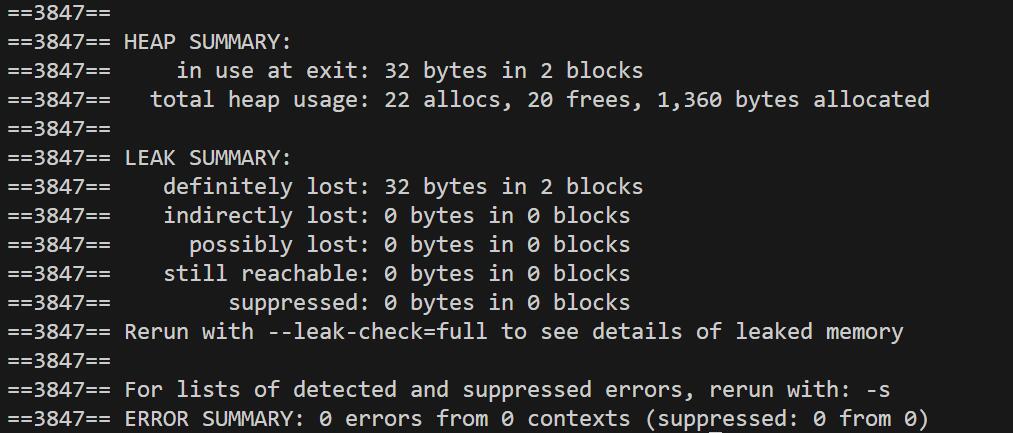 ==3847==
==3847== HEAP SUMMARY:
==3847==     in use at exit: 32 bytes in 2 blocks
==3847==   total heap usage: 22 allocs, 20 frees, 1,360 bytes allocated
==3847==
==3847== LEAK SUMMARY:
==3847==    definitely lost: 32 bytes in 2 blocks
==3847==    indirectly lost: 0 bytes in 0 blocks
==3847==      possibly lost: 0 bytes in 0 blocks
==3847==    still reachable: 0 bytes in 0 blocks
==3847==         suppressed: 0 bytes in 0 blocks
==3847== Rerun with --leak-check=full to see details of leaked memory
==3847==
==3847== For lists of detected and suppressed errors, rerun with: -s
==3847== ERROR SUMMARY: 0 errors from 0 contexts (suppressed: 0 from 0)